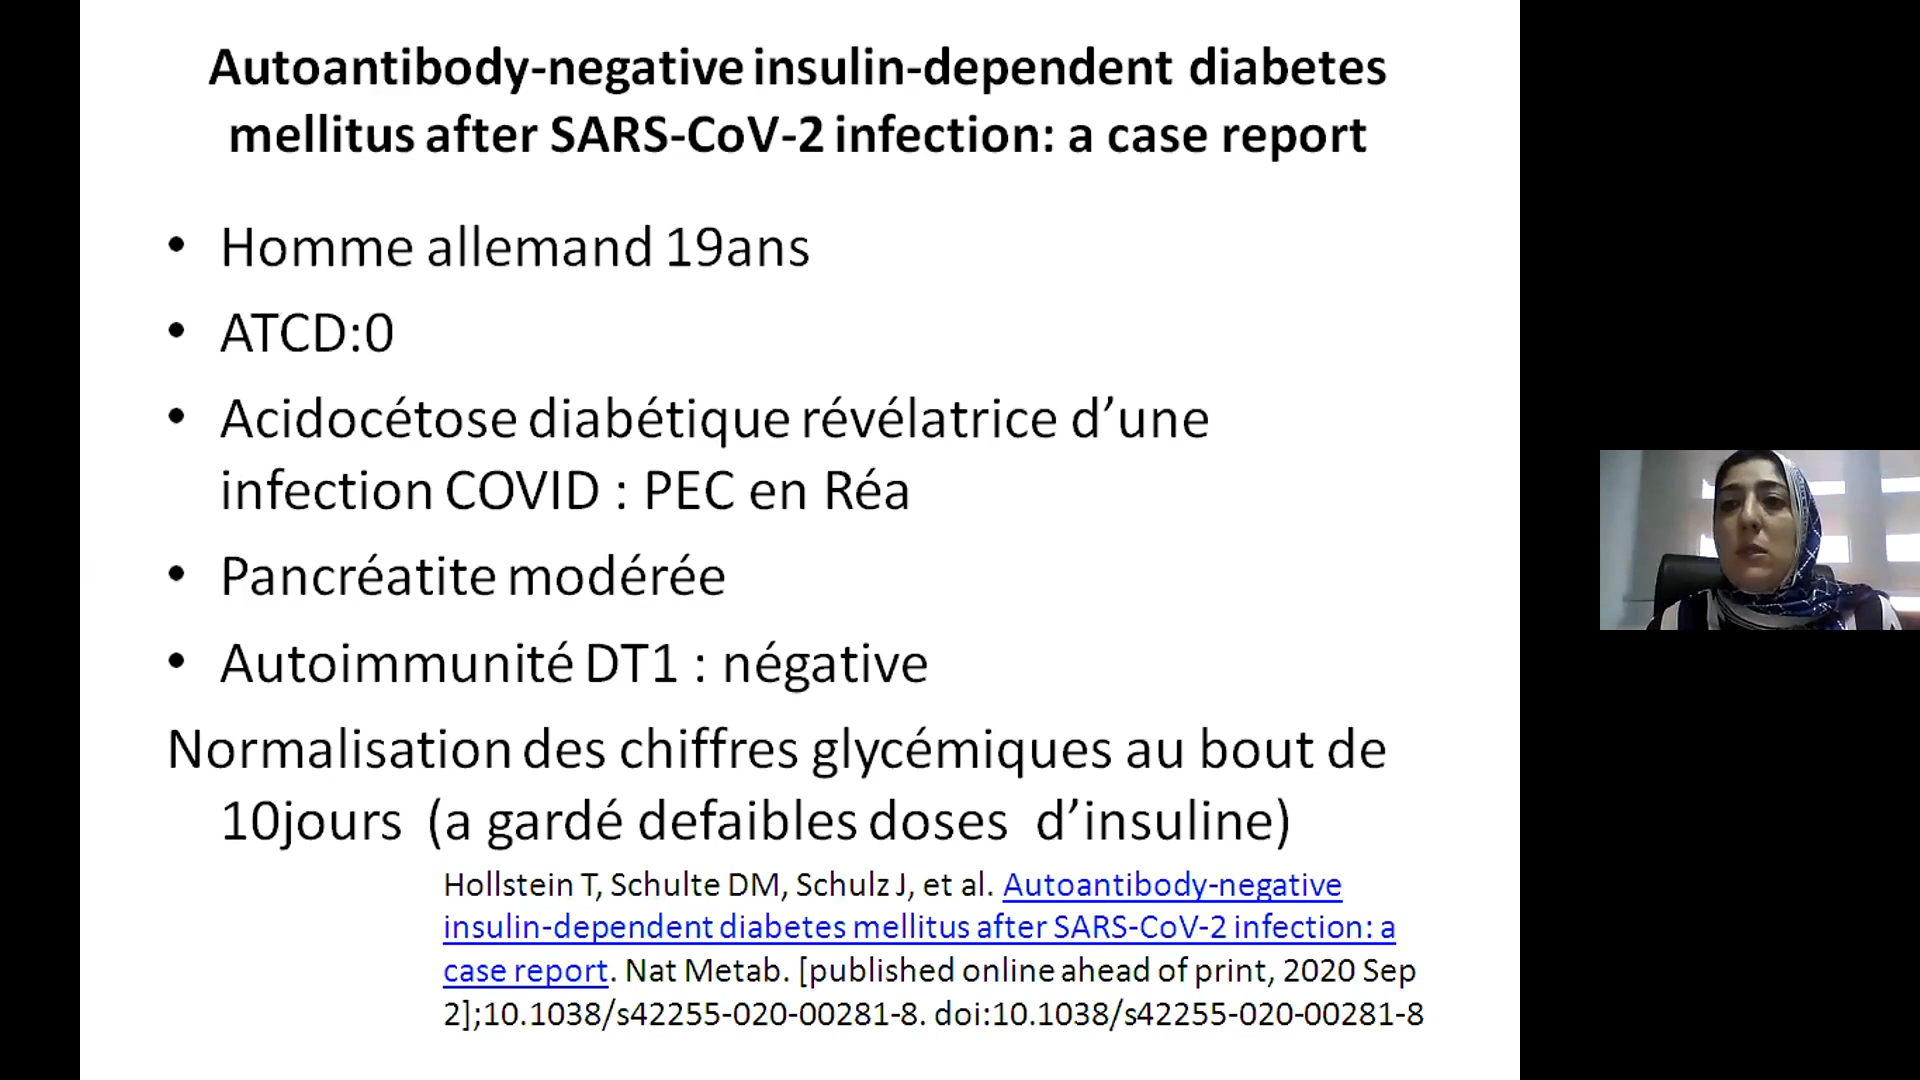 Autoantibody-negative insulin-dependent diabetes
mellitus after SARS-CoV-2 infection: a case report
• Homme allemand 19ans
• ATCD:0
• Acidocétose diabétique révélatrice d’une
infection COVID : PEC en Réa
• Pancréatite modérée
• Autoimmunité DT1 : négative
Normalisation des chiffres glycémiques au bout de
10jours (a gardé defaibles doses d’insuline)
Hollstein T, Schulte DM, Schulz J, et al. Autoantibody-negative
insulin-dependent diabetes mellitus after SARS-CoV-2 infection: a
case report. Nat Metab. [published online ahead of print, 2020 Sep
2];10.1038/s42255-020-00281-8. doi:10.1038/s42255-020-00281-8